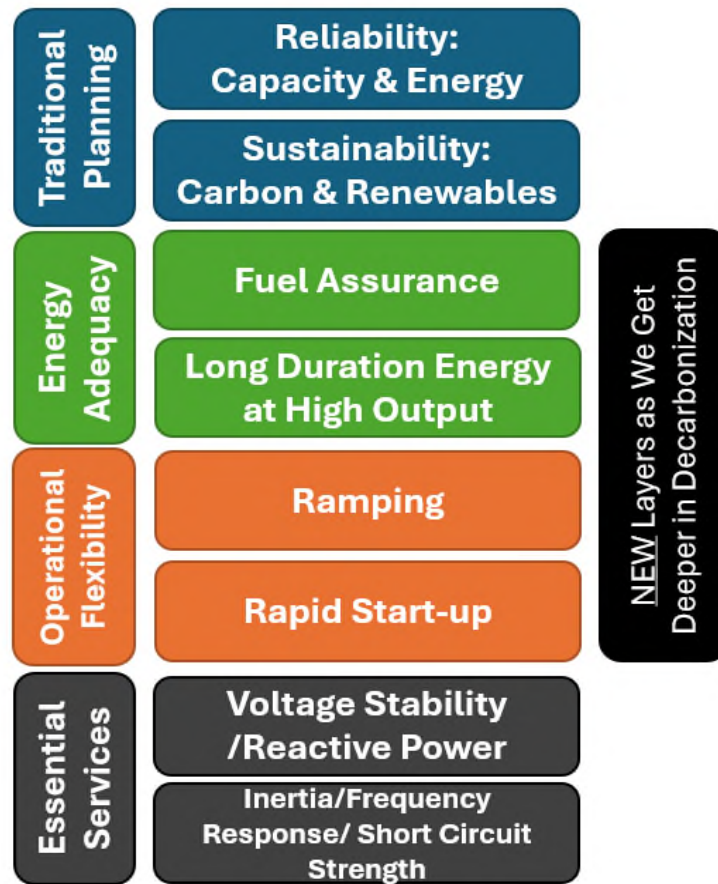 Traditional
Planning
Reliability:
Capacity & Energy
Sustainability:
Carbon & Renewables
Energy
Adequacy
Fuel Assurance
Long Duration Energy
at High Output
Operational
Flexibility
Ramping
Rapid Start-up
Essential
Services
Voltage Stability
/Reactive Power
Inertia/Frequency
Response/ Short Circuit
Strength
NEW Layers as We Get
Deeper in Decarbonization